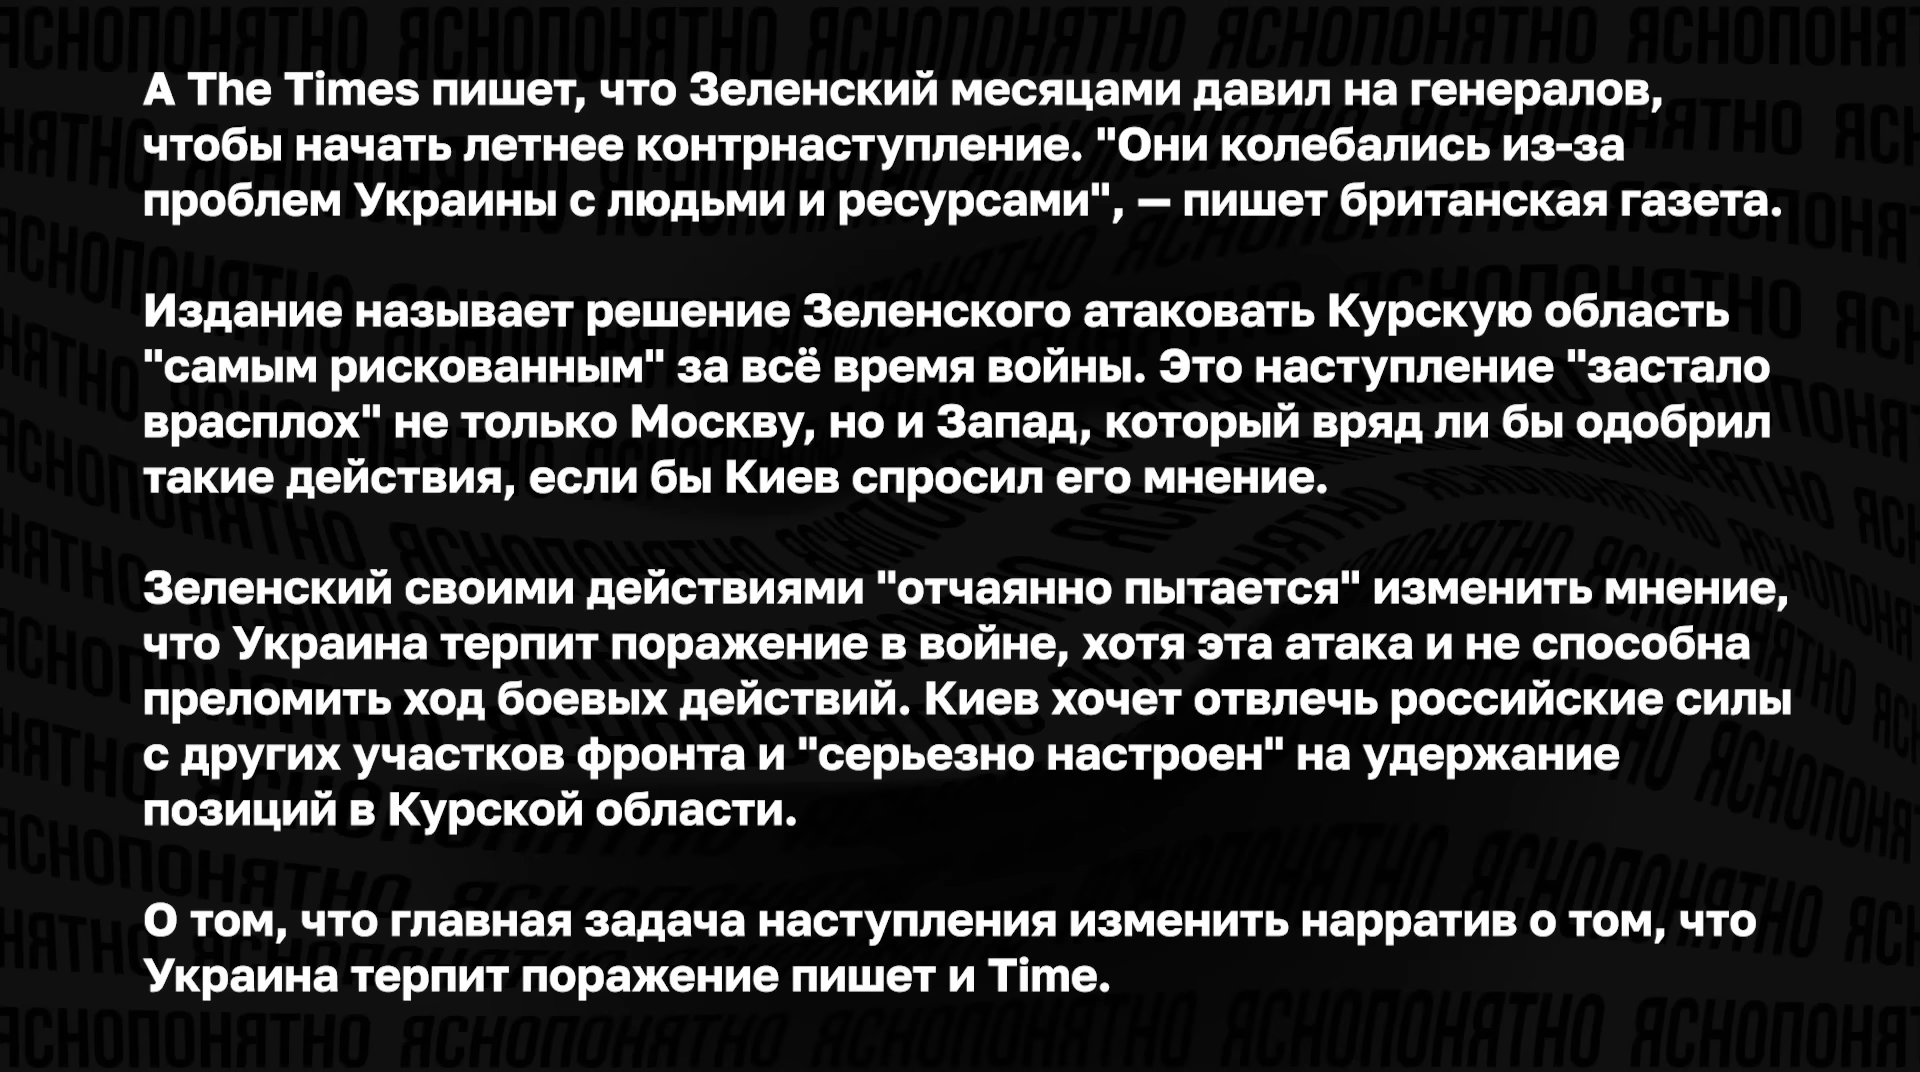 А The Times пишет, что Зеленский месяцами давил на генералов,
чтобы начать летнее контрнаступление. "Они колебались из-за
проблем Украины с людьми и ресурсами", — пишет британская газета.
Издание называет решение Зеленского атаковать Курскую область
"самым рискованным" за всё время войны. Это наступление "застало
врасплох" не только Москву, но и Запад, который вряд ли бы одобрил
такие действия, если бы Киев спросил его мнение.
Зеленский своими действиями "отчаянно пытается" изменить мнение,
что Украина терпит поражение в войне, хотя эта атака и не способна
преломить ход боевых действий. Киев хочет отвлечь российские силы
с других участков фронта и "серьезно настроен" на удержание
позиций в Курской области.
О том, что главная задача наступления изменить нарратив о том, что
Украина терпит поражение пишет и Time.